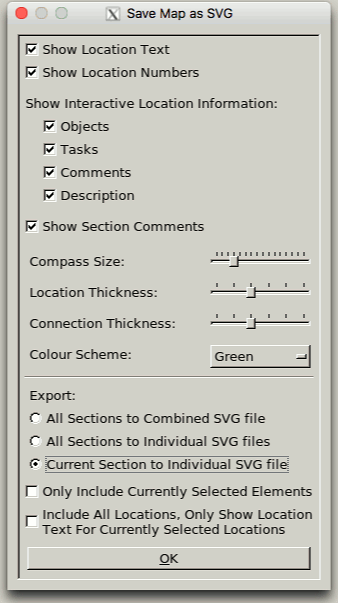 Save Map as SVG
Show Location Text
Show Location Numbers
Show Interactive Location Information:
Objects
Tasks
Comments
Description
Show Section Comments
Compass Size:
Location Thickness:
Connection Thickness:
Colour Scheme: Green
Export:
All Sections to Combined SVG file
All Sections to Individual SVG files
Current Section to Individual SVG file
Only Include Currently Selected Elements
Include All Locations, Only Show Location
Text For Currently Selected Locations
OK